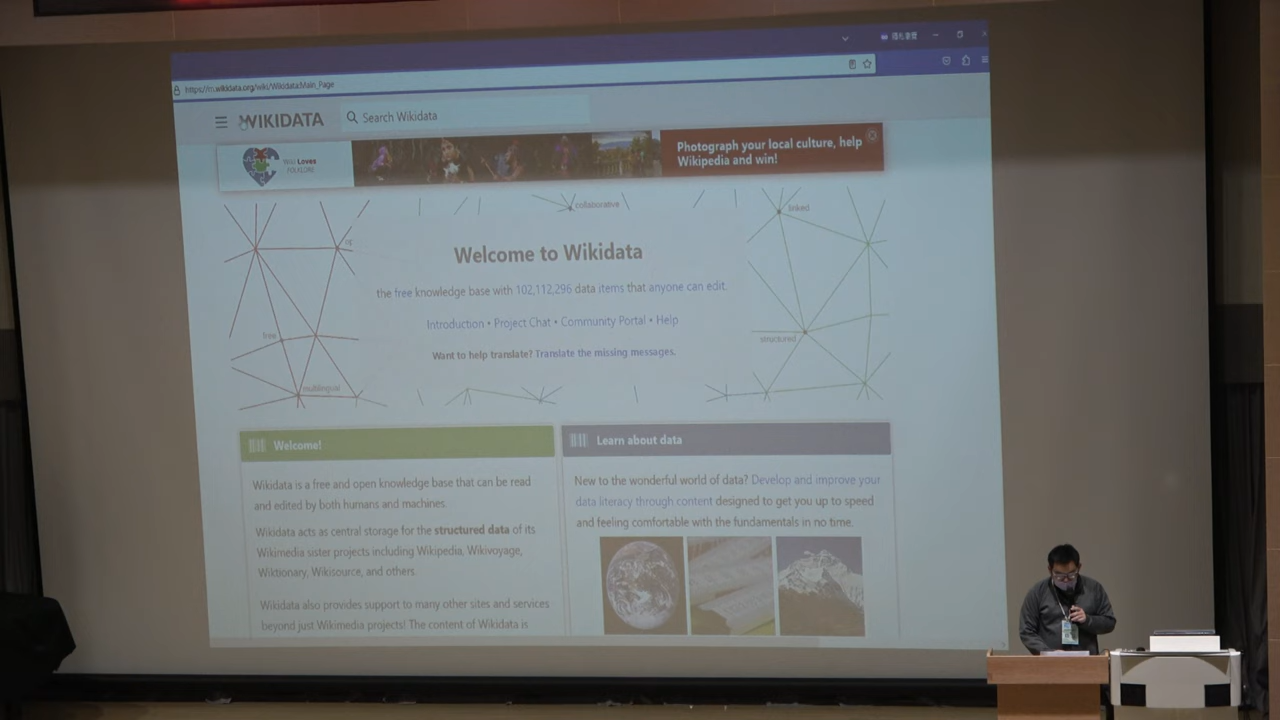 https://m.wikidata.org/wiki/Wikidata:Main_Page
WIKIDATA
Search Wikidata
Wiki Loves
FOLKLORE
Photograph your local culture, help
Wikipedia and win!
collaborative
linked
Welcome to Wikidata
the free knowledge base with 102,112,296 data items that anyone can edit.
Introduction • Project Chat • Community Portal • Help
free
structured
Want to help translate? Translate the missing messages.
multilingual
Welcome!
Wikidata is a free and open knowledge base that can be read
and edited by both humans and machines.
Wikidata acts as central storage for the structured data of its
Wikimedia sister projects including Wikipedia, Wikivoyage,
Wiktionary, Wikisource, and others.
Wikidata also provides support to many other sites and services
beyond just Wikimedia projects! The content of Wikidata is
Learn about data
New to the wonderful world of data? Develop and improve your
data literacy through content designed to get you up to speed
and feeling comfortable with the fundamentals in no time.